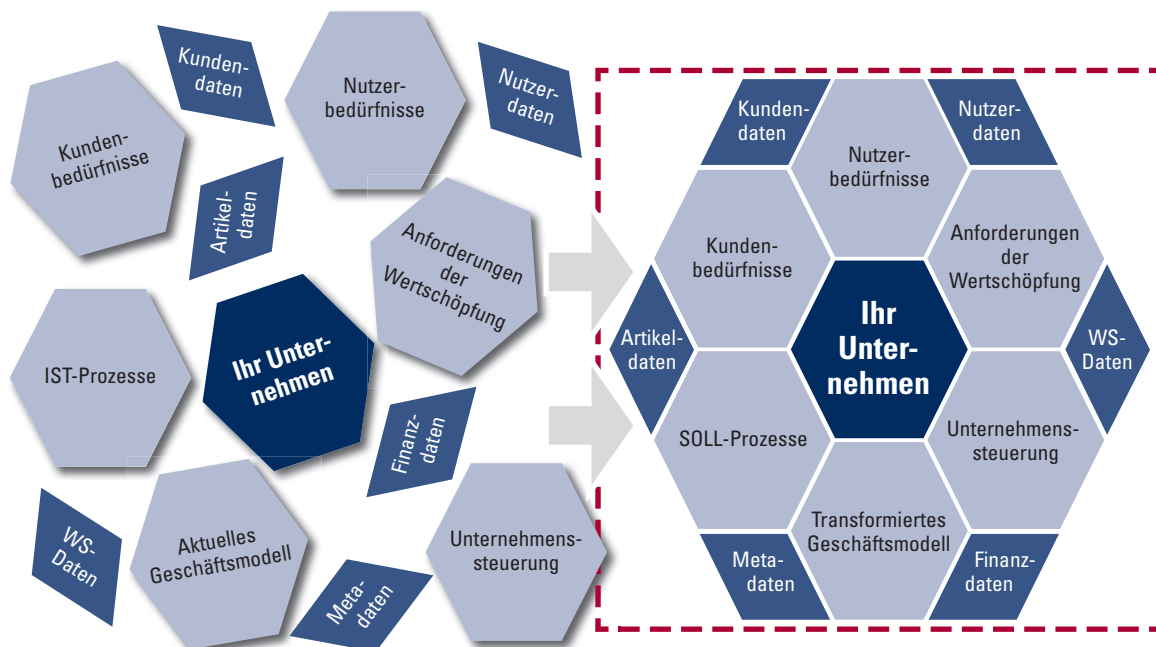 Kunden-
daten
Nutzer-
bedürfnisse
Nutzer-
daten
Kunden-
bedürfnisse
Artikel-
daten
Anforderungen
der
Wertschöpfung
IST-Prozesse
Ihr Unter-
nehmen
Finanz-
daten
WS-
Daten
Aktuelles
Geschäftsmodell
Meta-
daten
Unternehmens-
steuerung
Kunden-
daten
Nutzer-
daten
Nutzer-
bedürfnisse
Kunden-
bedürfnisse
Anforderungen
der
Wertschöpfung
Artikel-
daten
Ihr
Unter-
nehmen
WS-
Daten
SOLL-Prozesse
Unternehmens-
steuerung
Transformiertes
Geschäftsmodell
Meta-
daten
Finanz-
daten